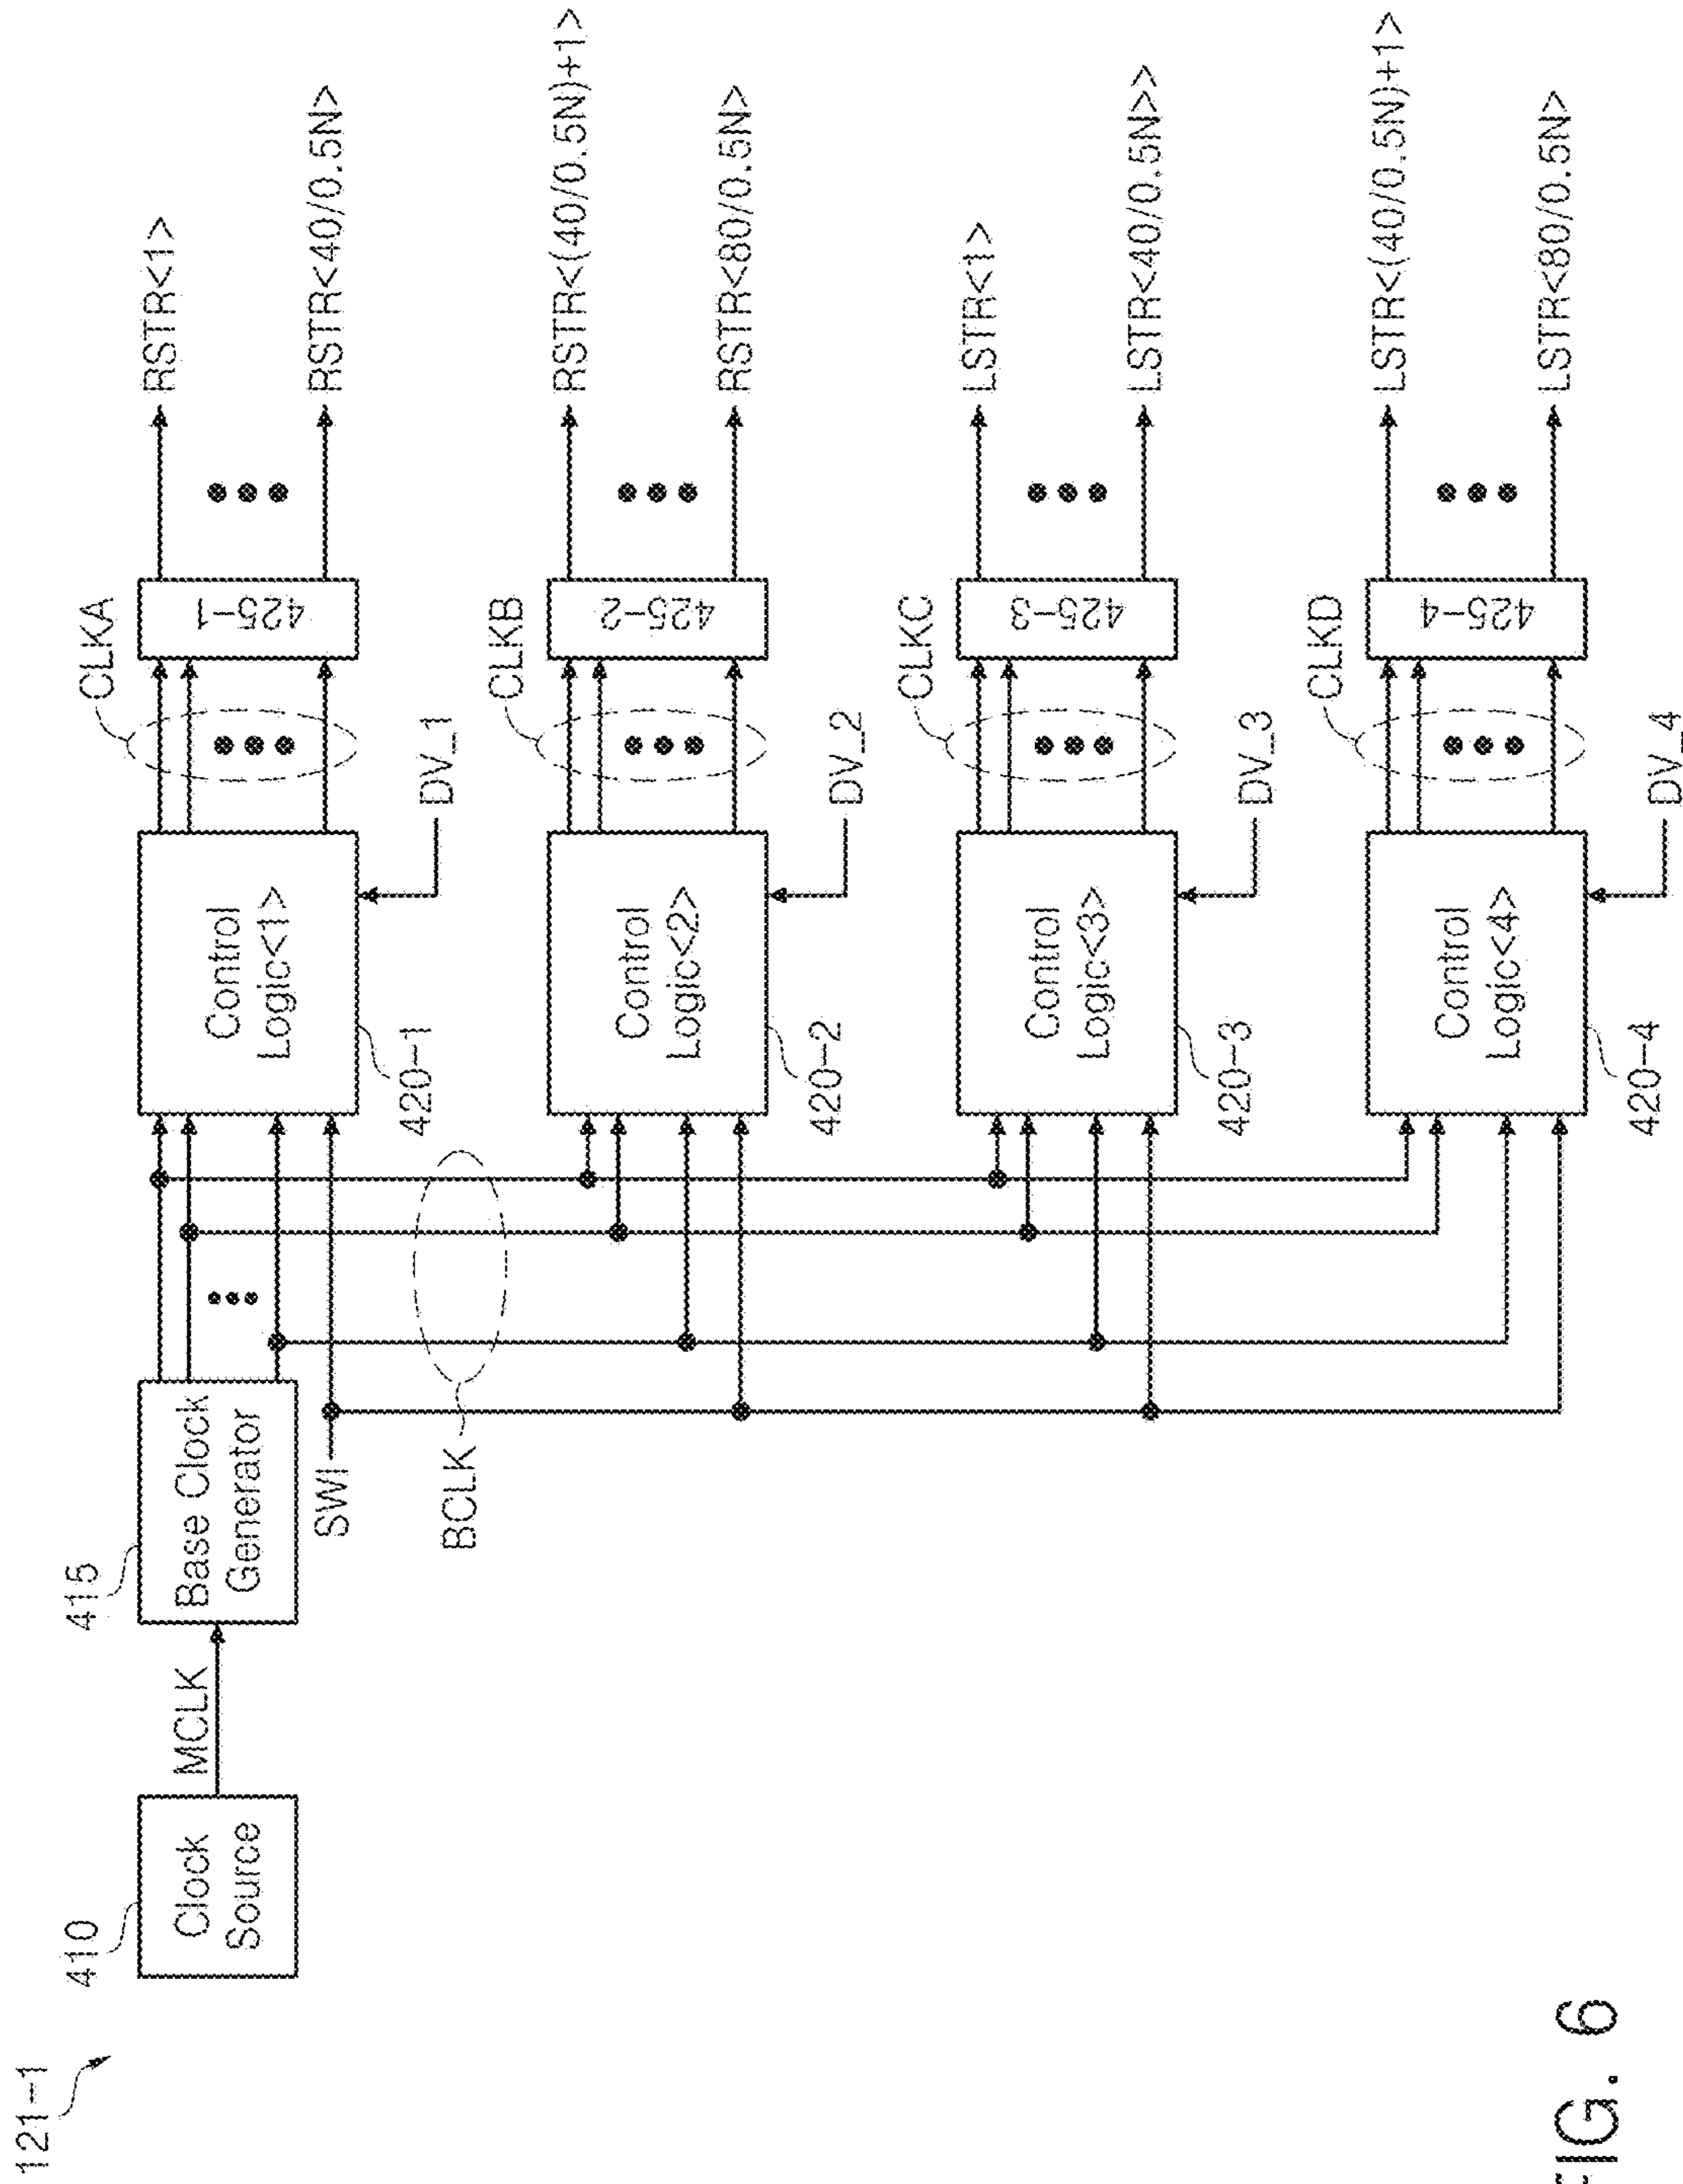 121-1
410
Clock
Source
MCLK
415
Base Clock
Generator
SWI
BCLK
Control
Logic<1>
420-1
DV_1
CLKA
425-1
RSTR<1>
RSTR<40/0.5N>
Control
Logic<2>
420-2
DV_2
CLKB
425-2
RSTR<(40/0.5N)+1>
RSTR<80/0.5N>
Control
Logic<3>
420-3
DV_3
CLKC
425-3
LSTR<1>
LSTR<40/0.5N>>
Control
Logic<4>
420-4
DV_4
CLKD
425-4
LSTR<(40/0.5N)+1>
LSTR<80/0.5N>
FIG. 6